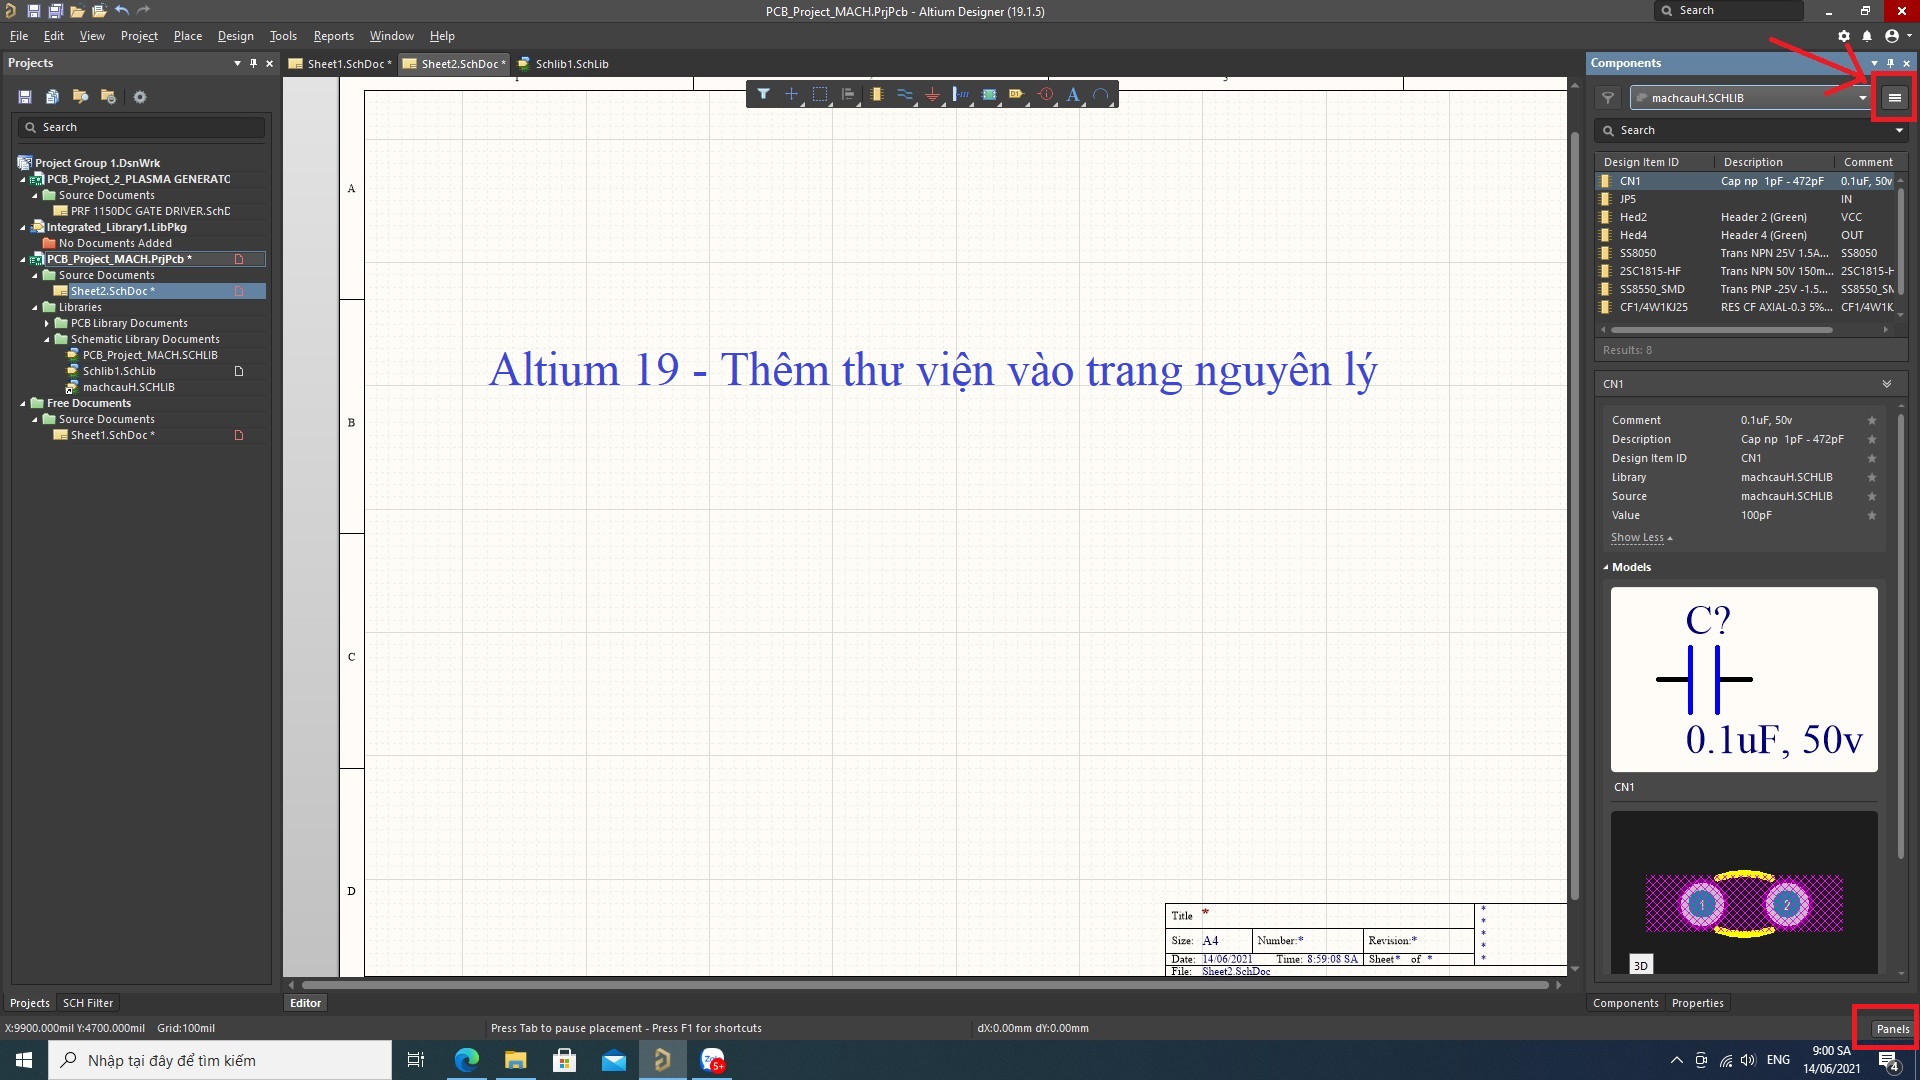 PCB_Project_MACH.PrjPcb - Altium Designer (19.1.5)
Search
File Edit View Project Place Design Tools Reports Window Help
Projects
Sheet1.SchDoc *
Sheet2.SchDoc *
Schlib1.SchLib
Components
machcauH.SCHLIB
Search
Search
Project Group 1.DsnWrk
PCB_Project_2_PLASMA GENERATC
Source Documents
PRF 1150DC GATE DRIVER.SchD
Integrated_Library1.LibPkg
No Documents Added
PCB_Project_MACH.PrjPcb *
Source Documents
Sheet2.SchDoc *
Libraries
PCB Library Documents
Schematic Library Documents
PCB_Project_MACH.SCHLIB
Schlib1.SchLib
machcauH.SCHLIB
Free Documents
Source Documents
Sheet1.SchDoc *
Projects SCH Filter
A
B
C
D
3
Altium 19 - Thêm thư viện vào trang nguyên lý
Title *
Size: A4 Number:* Revision:*
Date: 14/06/2021 Time: 8:59:08 SA Sheet* of *
File: Sheet2.SchDoc
*
*
*
*
*
Editor
Design Item ID Description Comment
CN1 Cap np 1pF - 472pF 0.1uF, 50v
JP5 IN
Hed2 Header 2 (Green) VCC
Hed4 Header 4 (Green) OUT
SS8050 Trans NPN 25V 1.5A... SS8050
2SC1815-HF Trans NPN 50V 150m... 2SC1815-H
SS8550_SMD Trans PNP -25V -1.5... SS8550_SM
CF1/4W1KJ25 RES CF AXIAL-0.3 5%... CF1/4W1K
Results: 8
CN1
Comment 0.1uF, 50v
Description Cap np 1pF - 472pF
Design Item ID CN1
Library machcauH.SCHLIB
Source machcauH.SCHLIB
Value 100pF
Show Less
Models
C?
0.1uF, 50v
CN1
1 2
3D
Components Properties
X:9900.000mil Y:4700.000mil Grid:100mil
Press Tab to pause placement - Press F1 for shortcuts
dX:0.00mm dY:0.00mm
Panels
Nhập tại đây để tìm kiếm
Zalo
5+
ENG
9:00 SA
14/06/2021
4